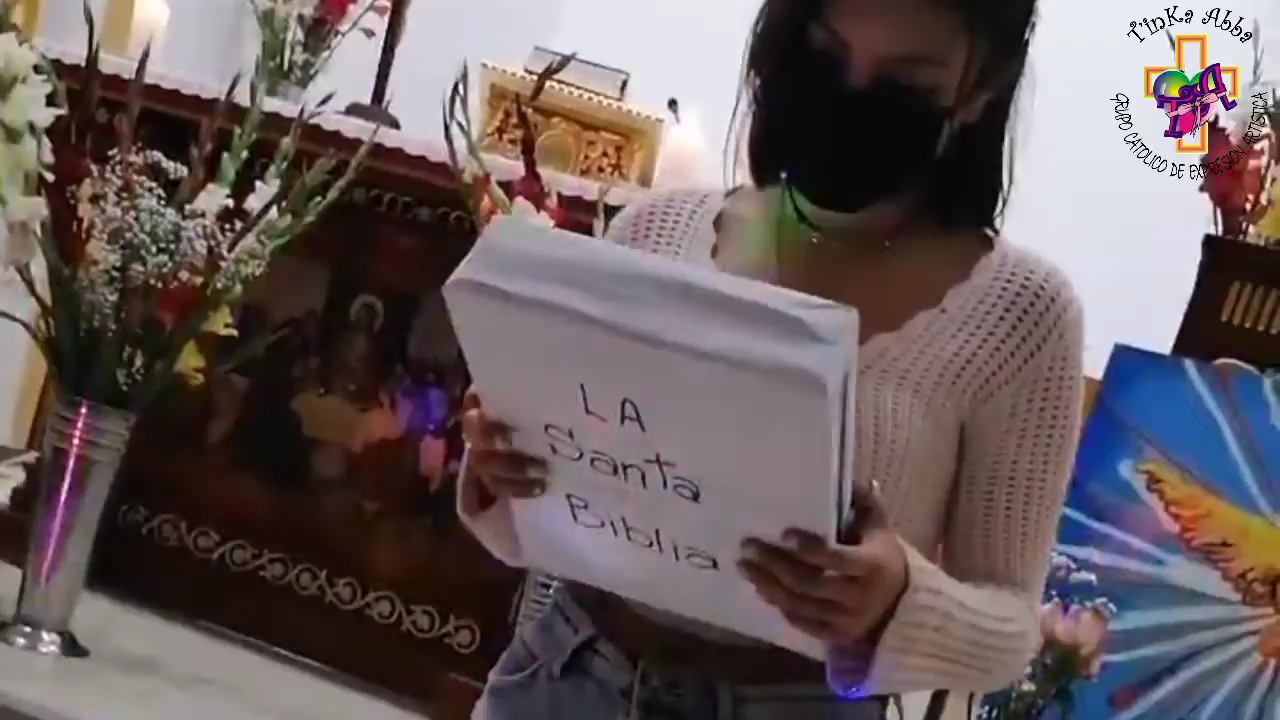 TinKa Abba
GRUPO CATOLICO DE EXPRESION ARTISTICA
LA
Santa
Biblia